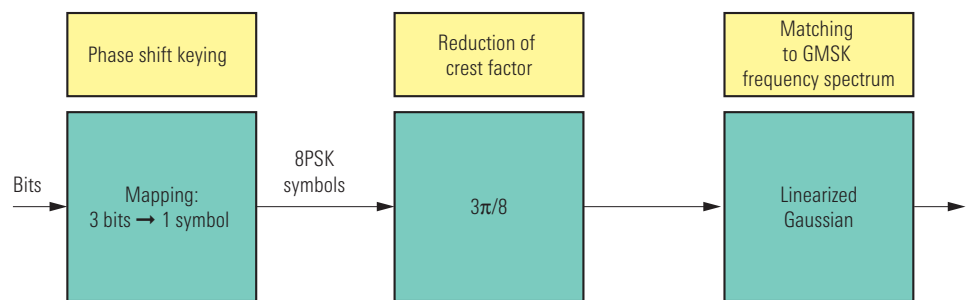 Phase shift keying
Reduction of
crest factor
Matching
to GMSK
frequency spectrum
Bits
Mapping:
3 bits → 1 symbol
8PSK
symbols
3π/8
Linearized
Gaussian